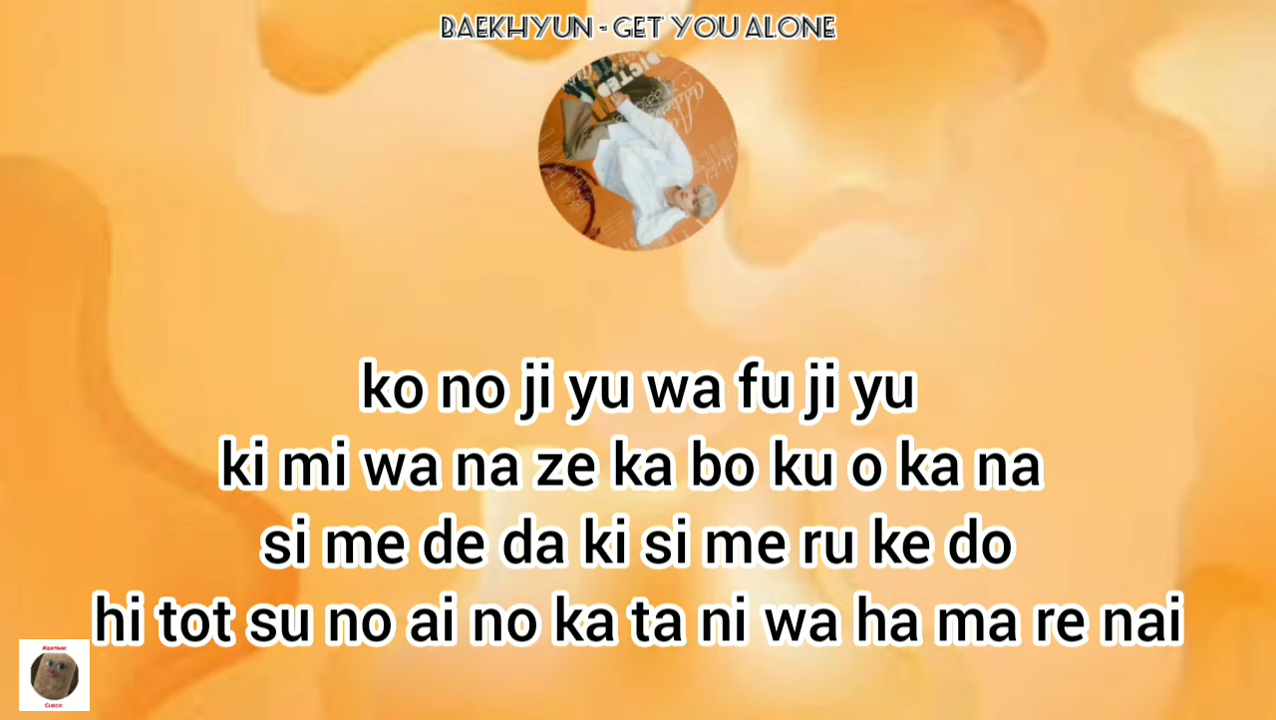 BAEKHYUN - GET YOU ALONE
DICTED
ko no ji yu wa fu ji yu
ki mi wa na ze ka bo ku o ka na
si me de da ki si me ru ke do
hi tot su no ai no ka ta ni wa ha ma re nai
CHECK